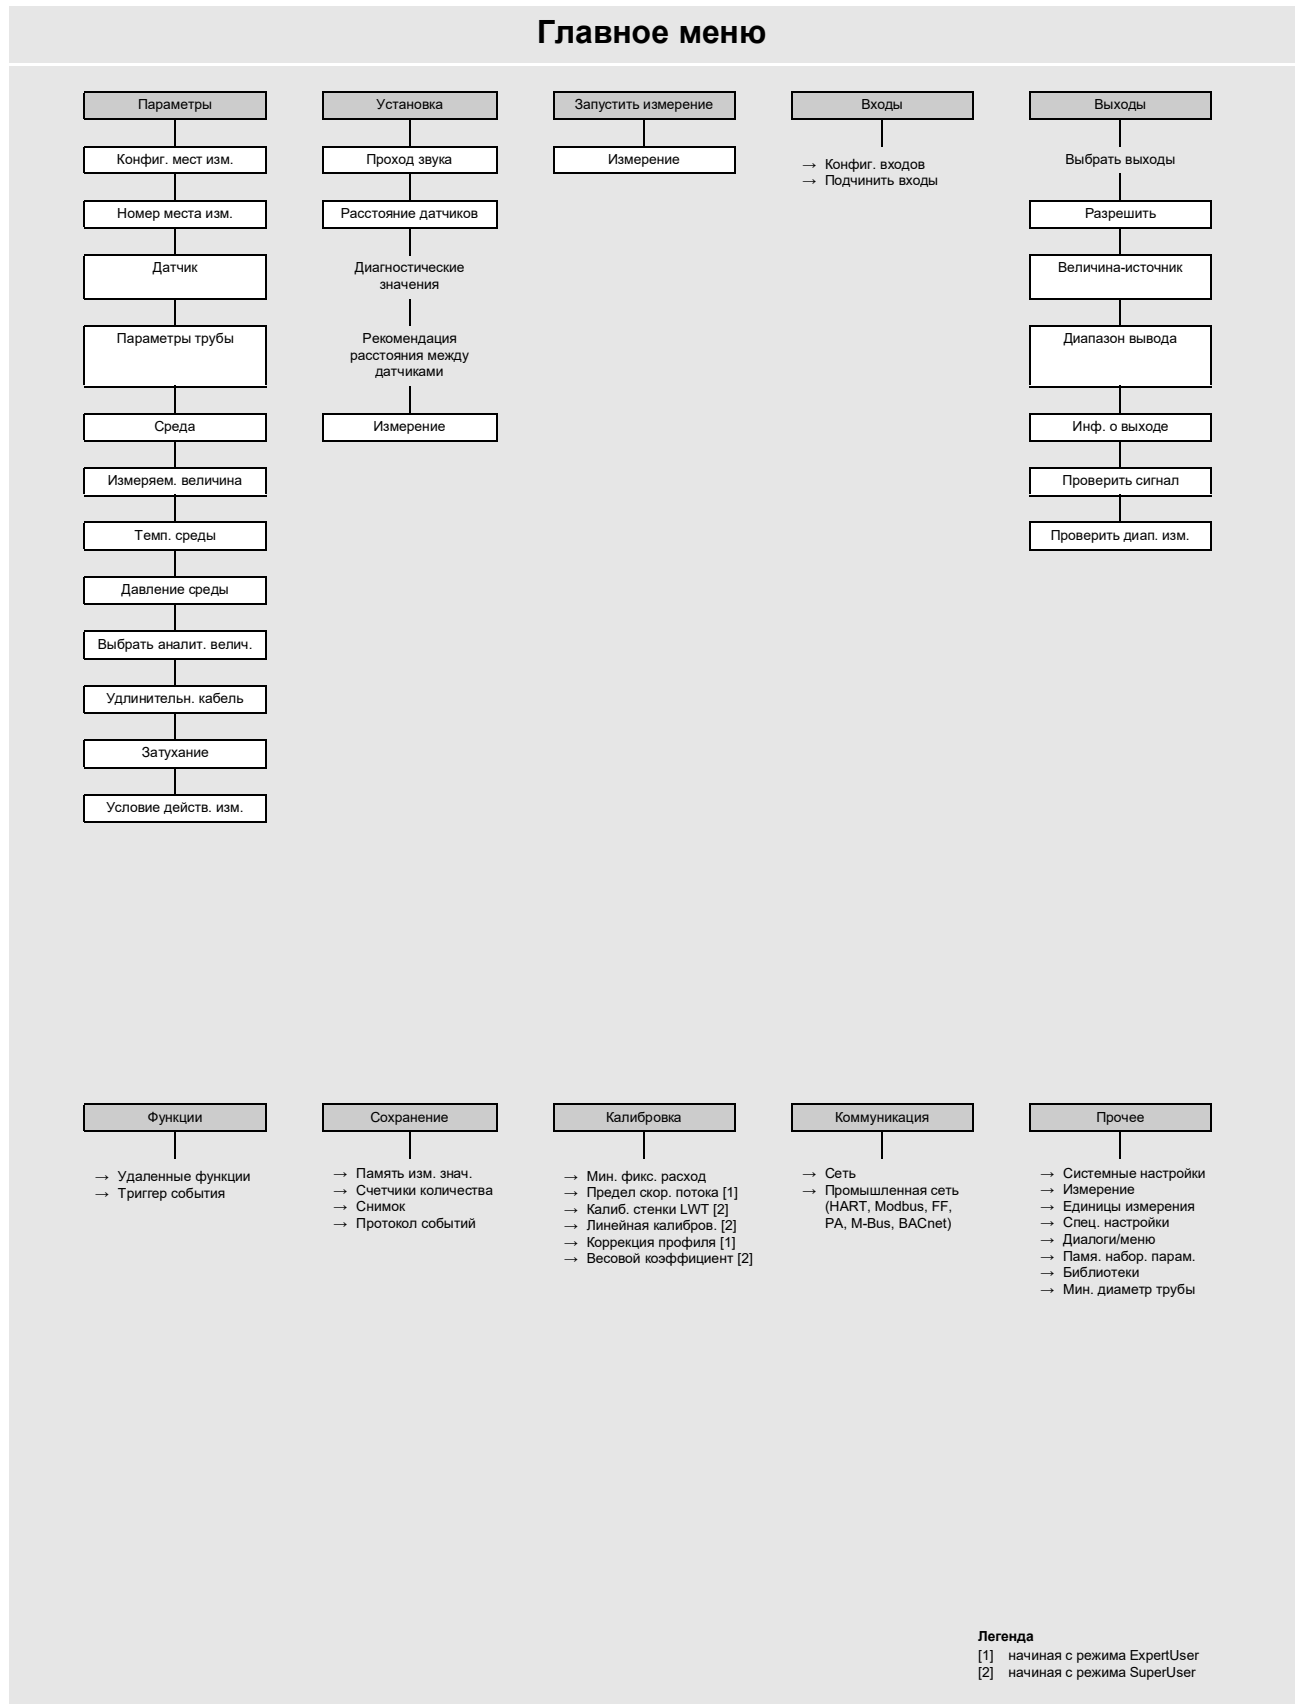 Главное меню
Параметры
Конфиг. мест изм.
Номер места изм.
Датчик
Параметры трубы
Среда
Измеряем. величина
Темп. среды
Давление среды
Выбрать аналит. велич.
Удлинительн. кабель
Затухание
Условие действ. изм.
Установка
Проход звука
Расстояние датчиков
Диагностические
значения
Рекомендация
расстояния между
датчиками
Измерение
Запустить измерение
Измерение
Входы
→ Конфиг. входов
→ Подчинить входы
Выходы
Выбрать выходы
Разрешить
Величина-источник
Диапазон вывода
Инф. о выходе
Проверить сигнал
Проверить диап. изм.
Функции
→ Удаленные функции
→ Триггер события
Сохранение
→ Память изм. знач.
→ Счетчики количества
→ Снимок
→ Протокол событий
Калибровка
→ Мин. фикс. расход
→ Предел скор. потока [1]
→ Калиб. стенки LWT [2]
→ Линейная калибров. [2]
→ Коррекция профиля [1]
→ Весовой коэффициент [2]
Коммуникация
→ Сеть
→ Промышленная сеть
(HART, Modbus, FF,
PA, M-Bus, BACnet)
Прочее
→ Системные настройки
→ Измерение
→ Единицы измерения
→ Спец. настройки
→ Диалоги/меню
→ Памя. набор. парам.
→ Библиотеки
→ Мин. диаметр трубы
Легенда
[1] начиная с режима ExpertUser
[2] начиная с режима SuperUser